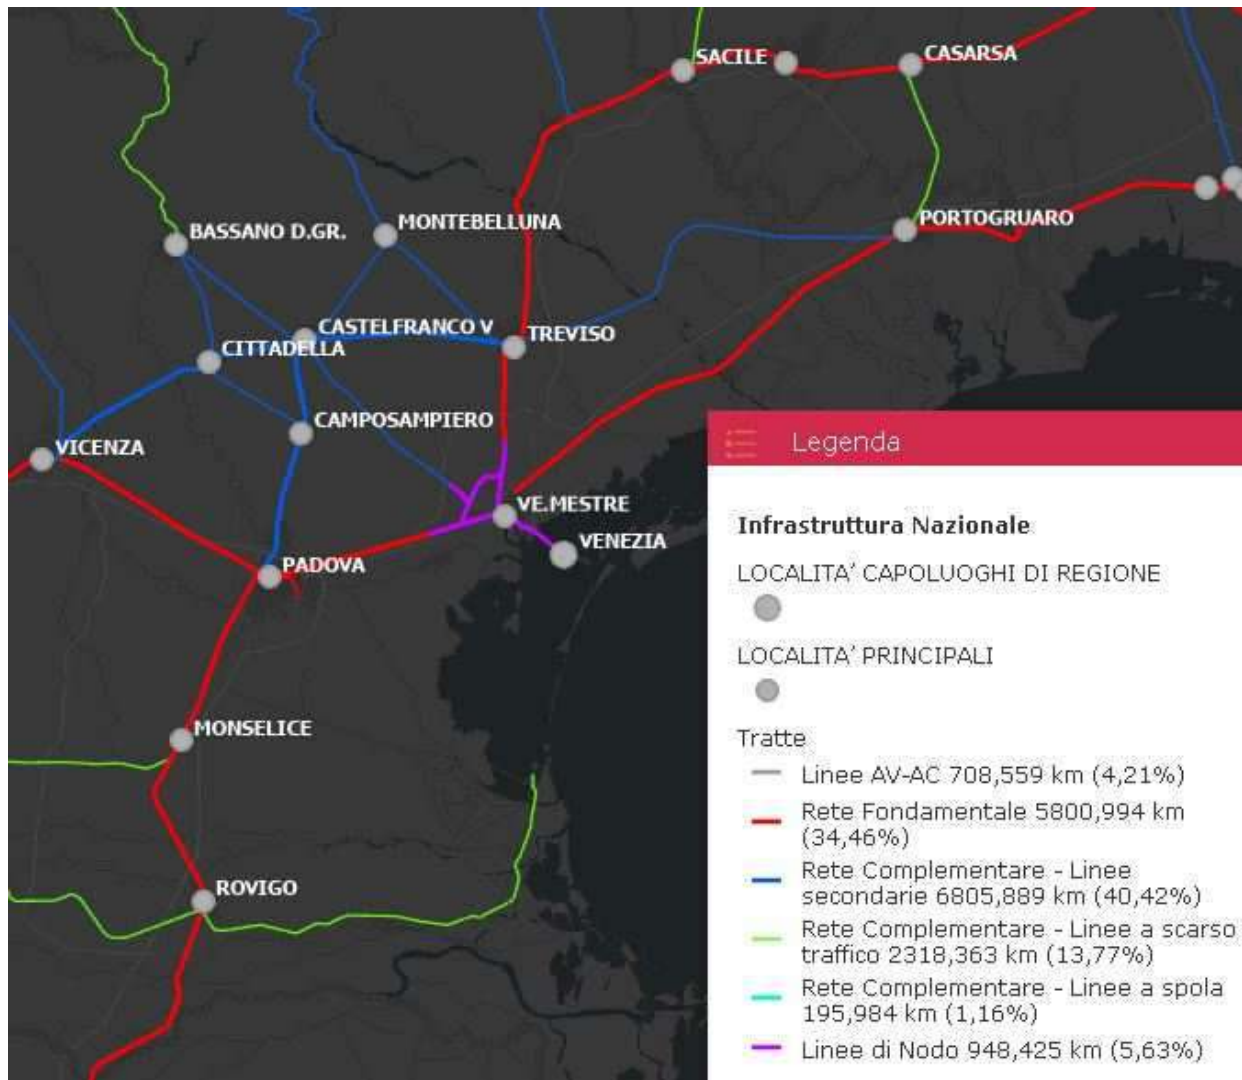 SACILE
CASARSA
BASSANO D.GR.
MONTEBELLUNA
PORTOGRUARO
CASTELFRANCO V
TREVISO
CITTADELLA
CAMPOSAMPIERO
VICENZA
VE.MESTRE
VENEZIA
PADOVA
MONSELICE
ROVIGO
Legenda
Infrastruttura Nazionale
LOCALITA' CAPOLUOGHI DI REGIONE
LOCALITA' PRINCIPALI
Tratte
Linee AV-AC 708,559 km (4,21%)
Rete Fondamentale 5800,994 km
(34,46%)
Rete Complementare - Linee
secondarie 6805,889 km (40,42%)
Rete Complementare - Linee a scarso
traffico 2318,363 km (13,77%)
Rete Complementare - Linee a spola
195,984 km (1,16%)
Linee di Nodo 948,425 km (5,63%)